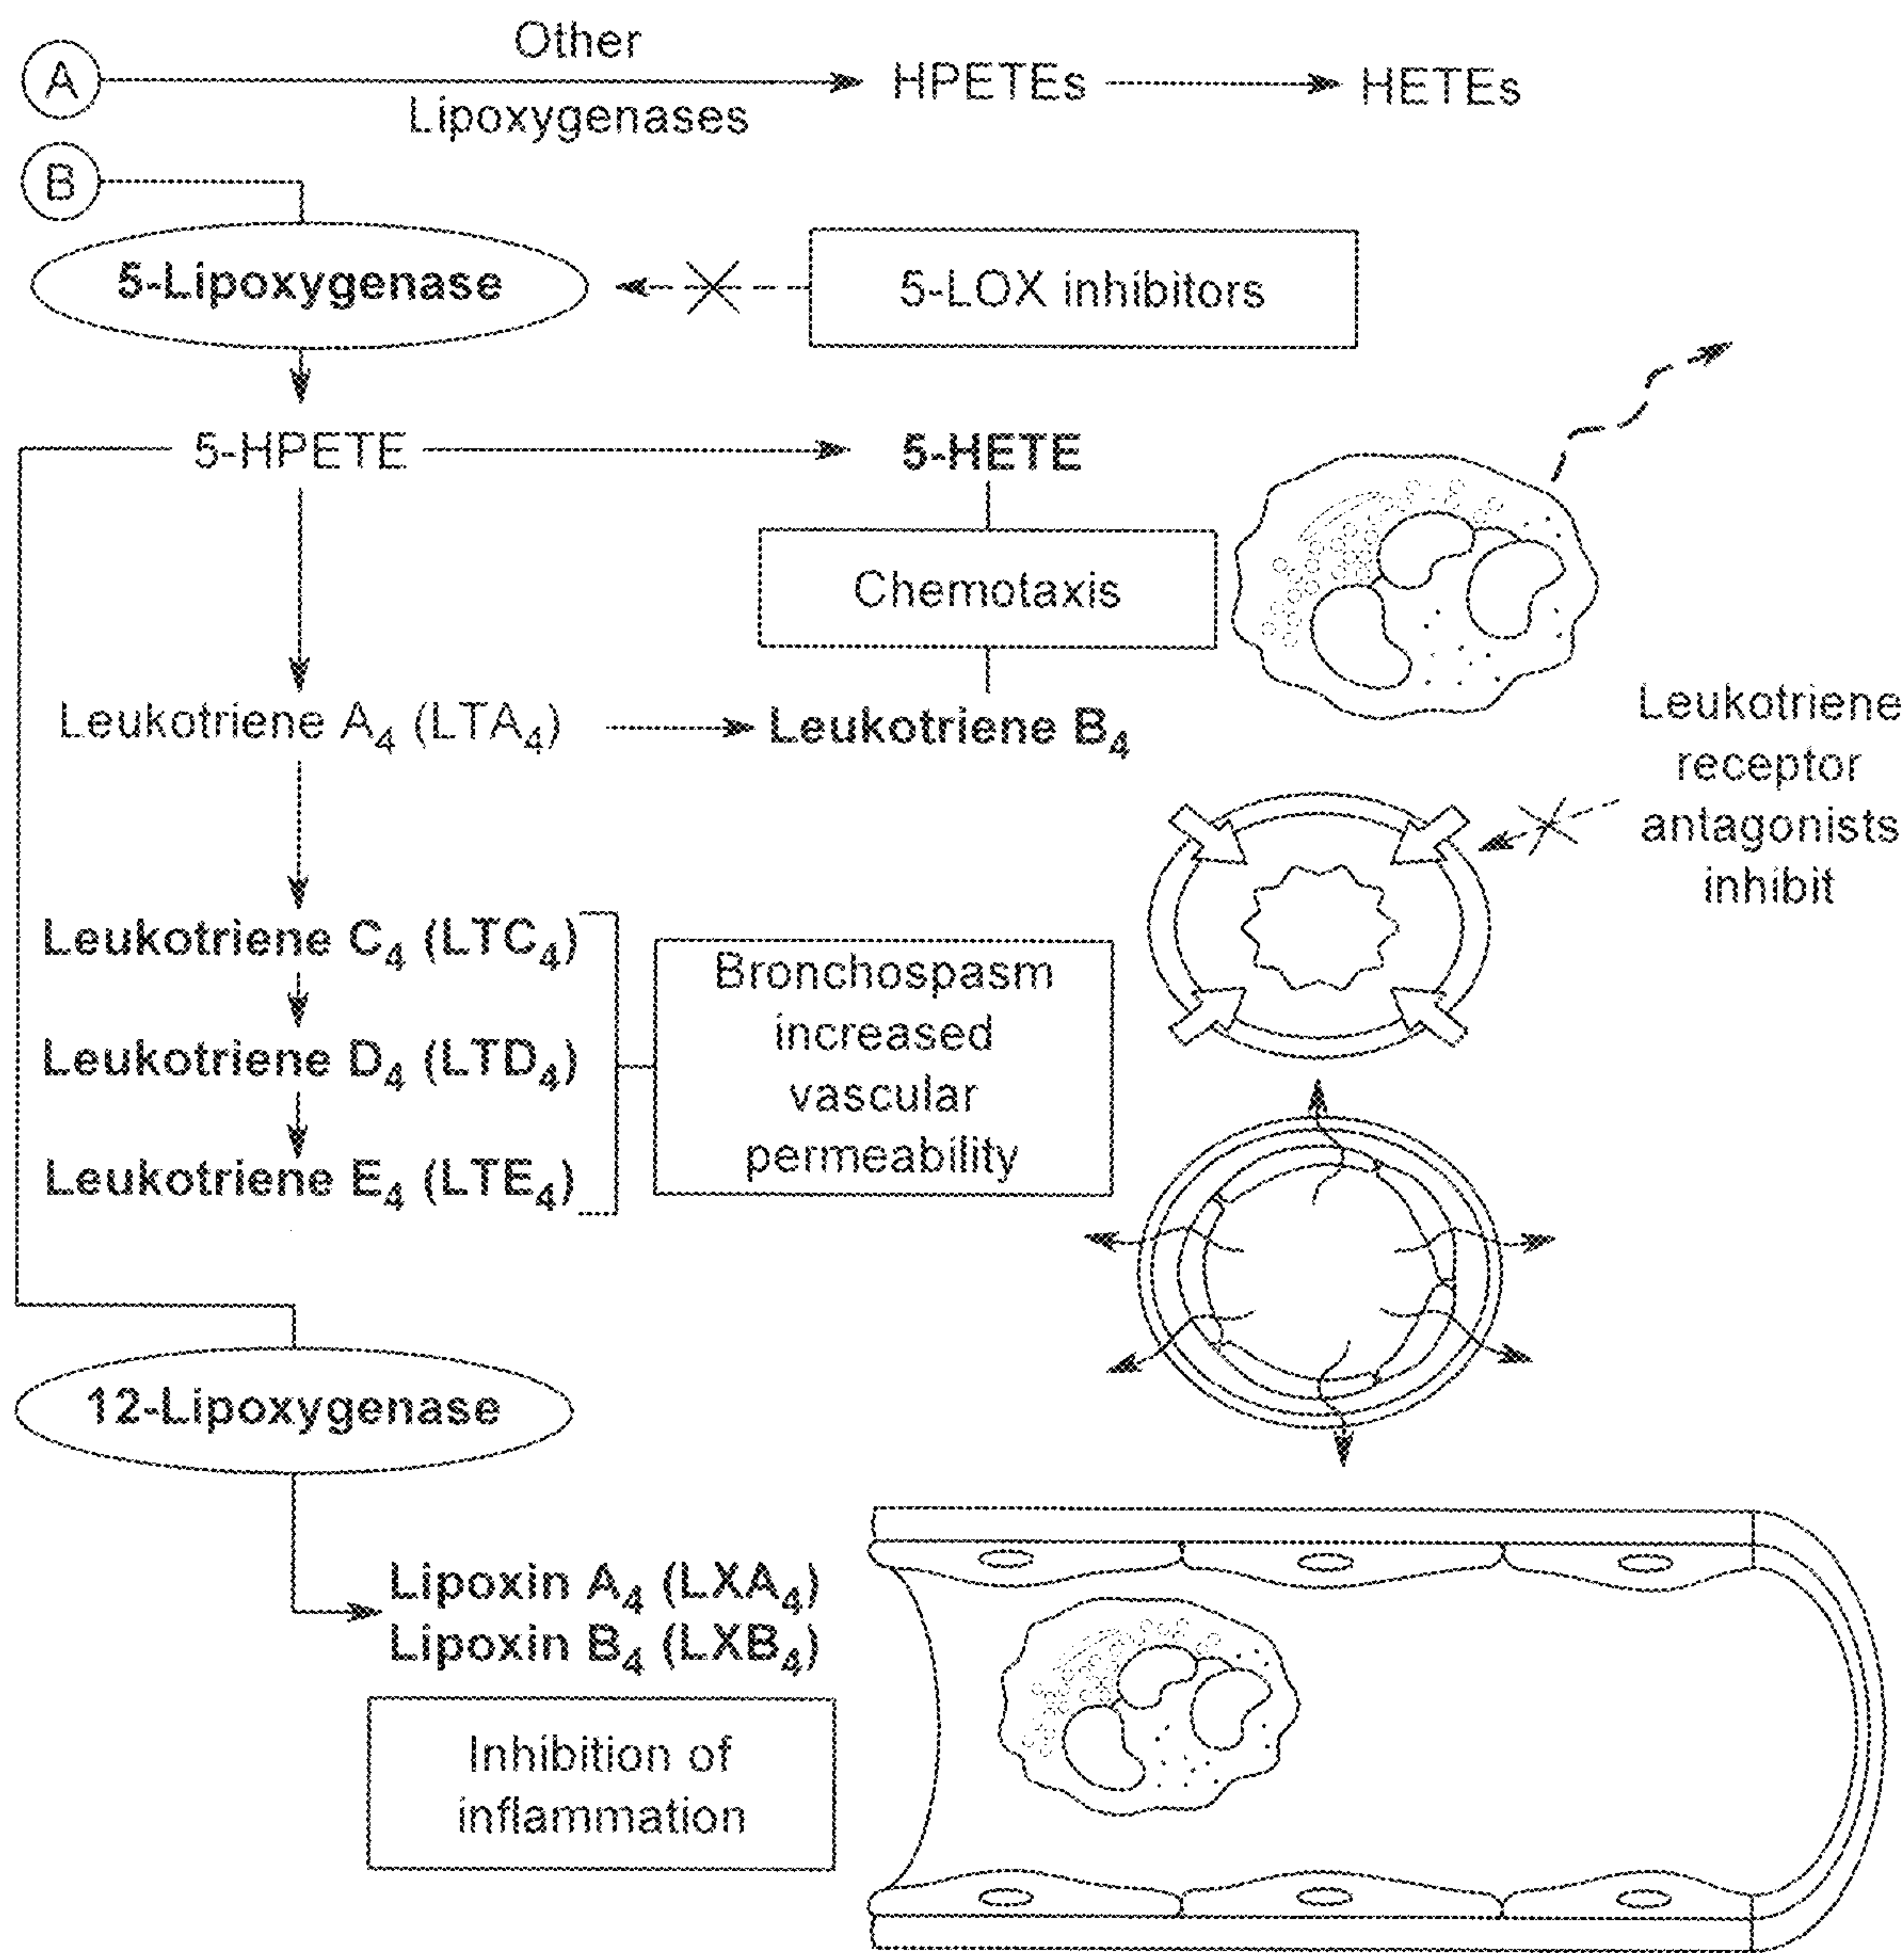 A
Other
Lipoxygenases
HPETEs
HETEs
B
5-Lipoxygenase
5-LOX inhibitors
5-HPETE
5-HETE
Chemotaxis
Leukotriene A₄ (LTA₄)
Leukotriene B₄
Leukotriene
receptor
antagonists
inhibit
Leukotriene C₄ (LTC₄)
Leukotriene D₄ (LTD₄)
Leukotriene E₄ (LTE₄)
Bronchospasm
increased
vascular
permeability
12-Lipoxygenase
Lipoxin A₄ (LXA₄)
Lipoxin B₄ (LXB₄)
Inhibition of
inflammation